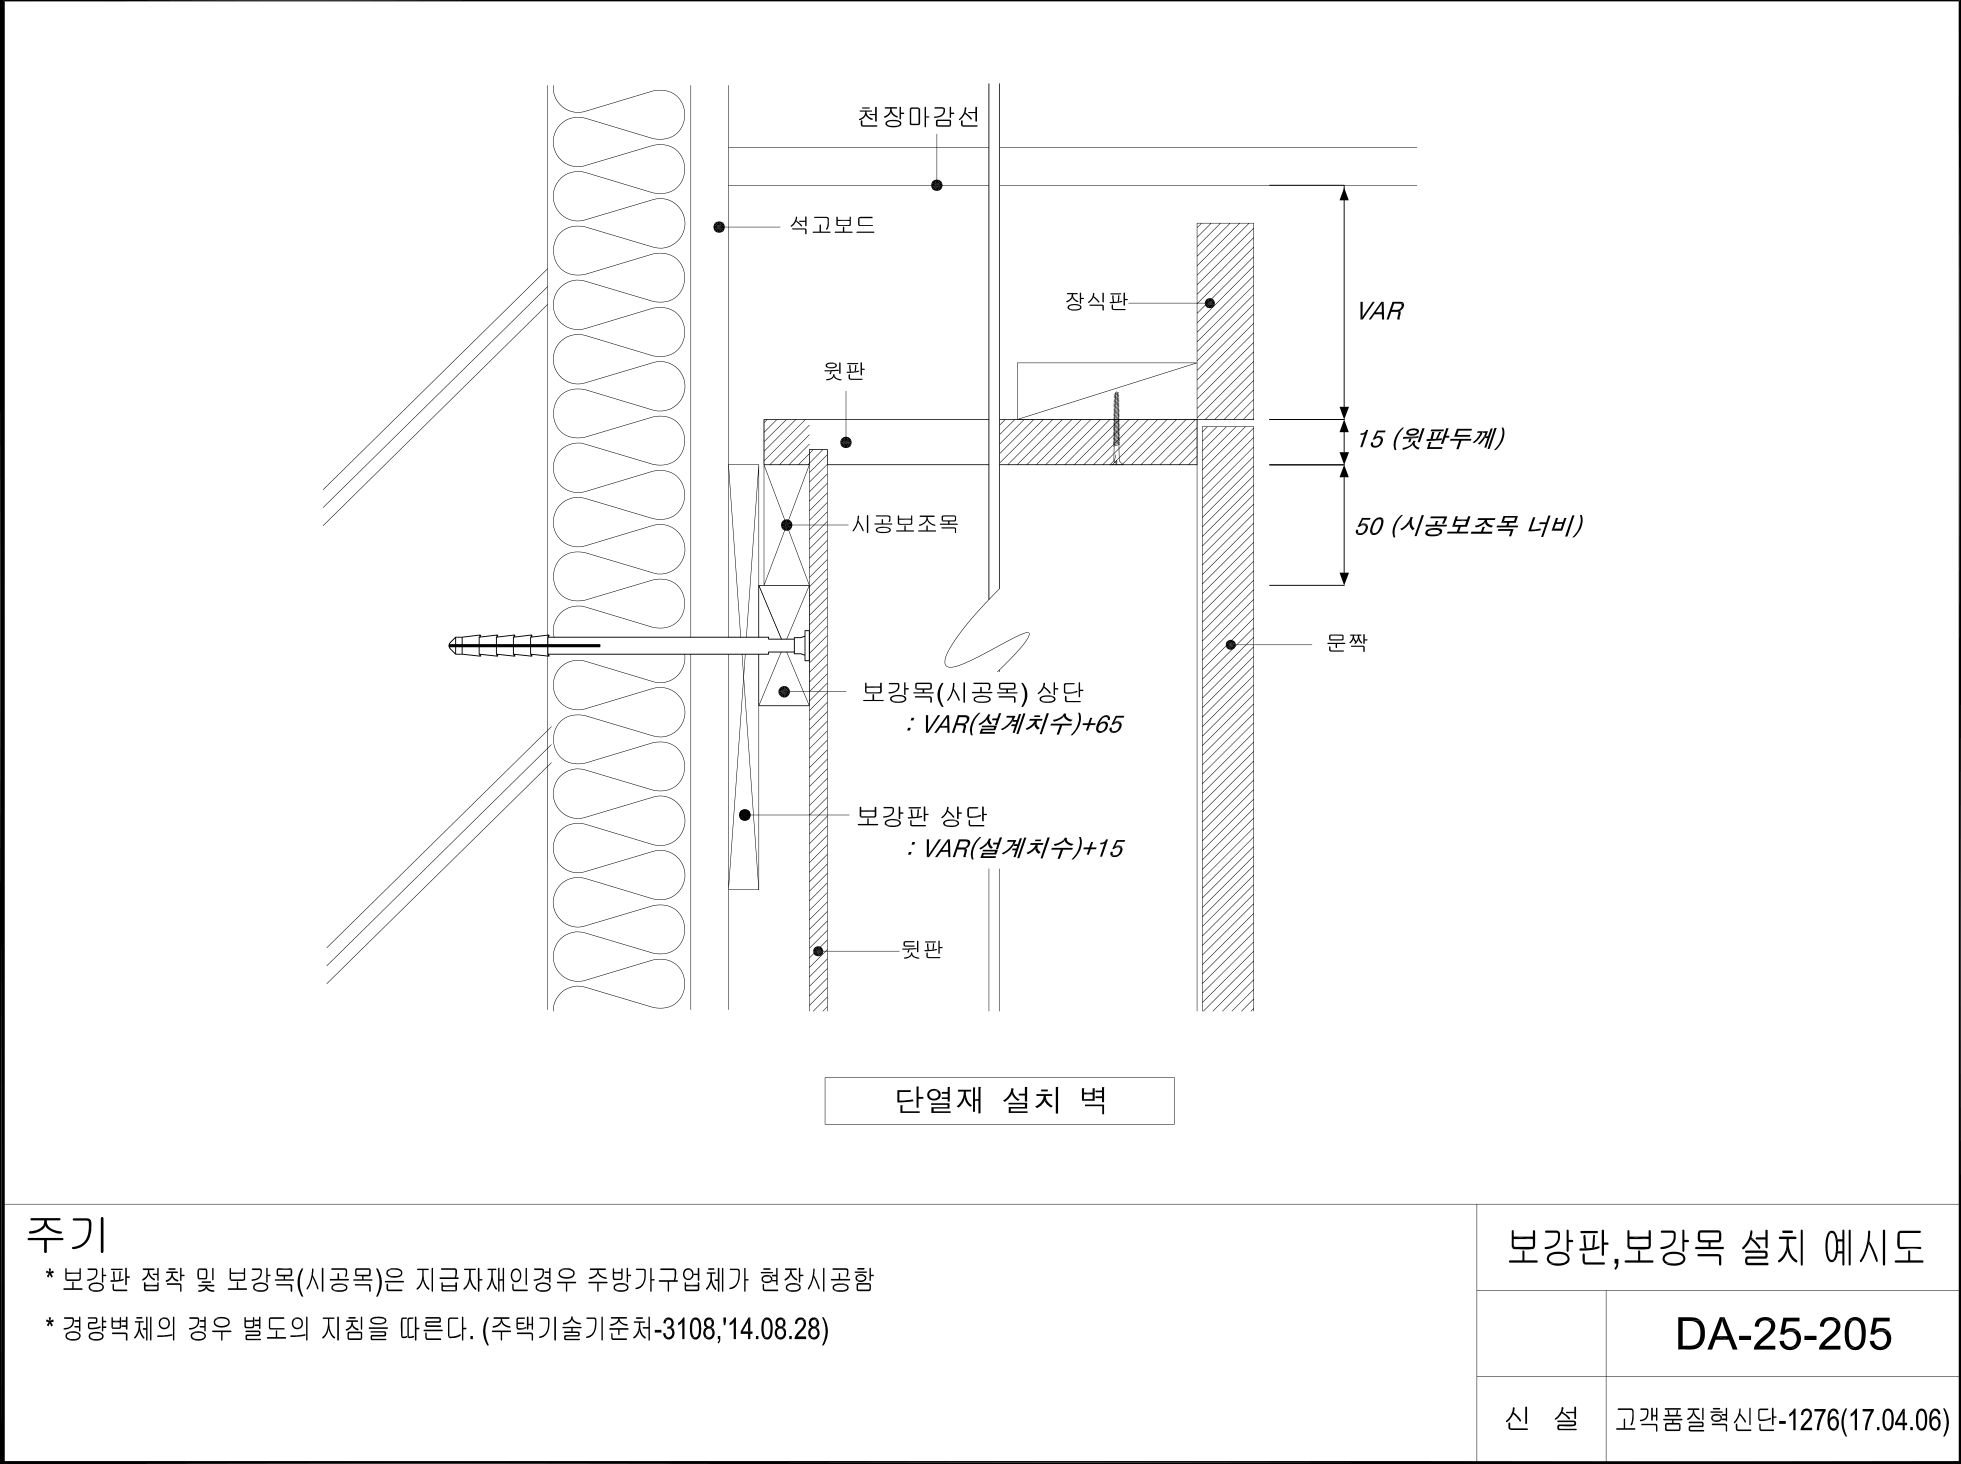 천장마감선
석고보드
장식판
VAR
윗판
15 (윗판두께)
시공보조목
50 (시공보조목 너비)
문짝
보강목(시공목) 상단
: VAR(설계치수)+65
보강판 상단
: VAR(설계치수)+15
뒷판
단열재 설치 벽
주기
* 보강판 접착 및 보강목(시공목)은 지급자재인경우 주방가구업체가 현장시공함
* 경량벽체의 경우 별도의 지침을 따른다. (주택기술기준처-3108,'14.08.28)
보강판,보강목 설치 예시도
DA-25-205
신 설
고객품질혁신단-1276(17.04.06)